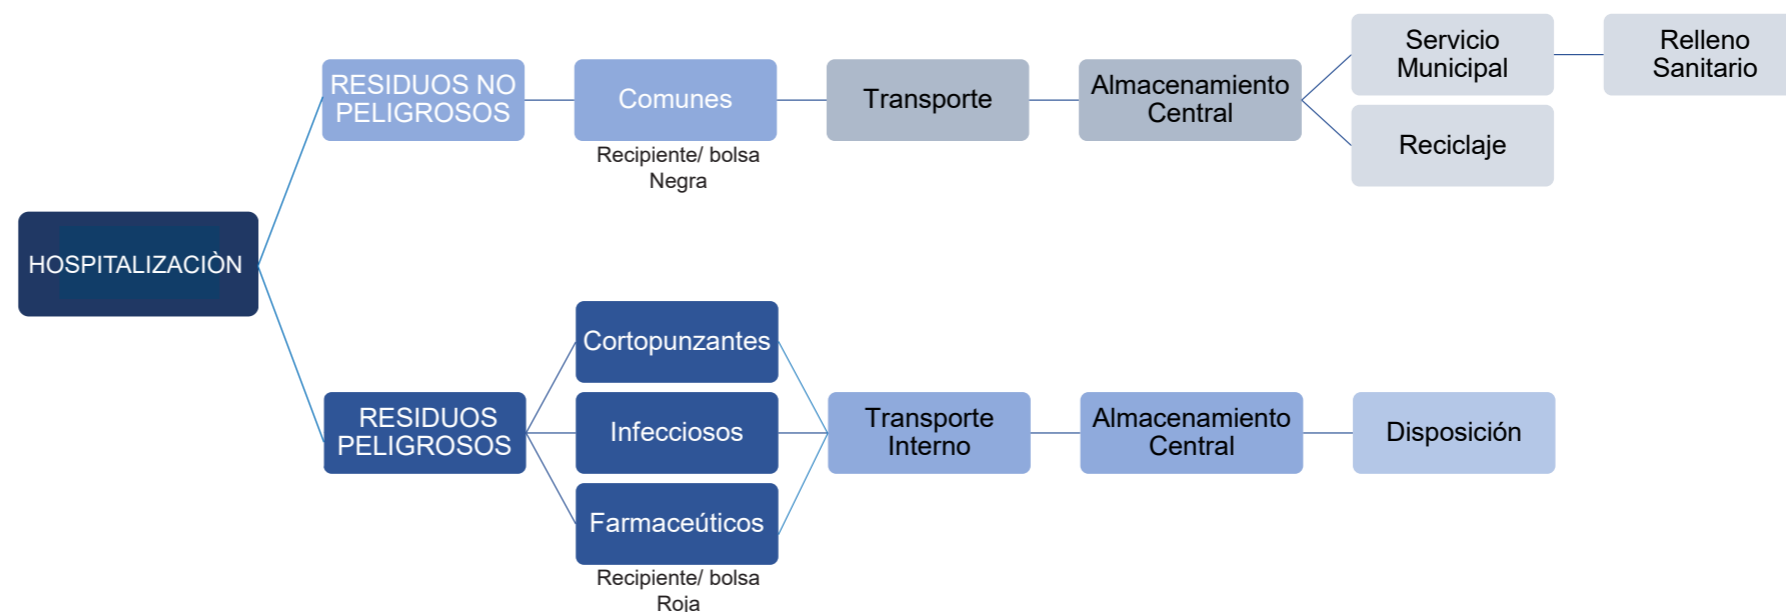 HOSPITALIZACIÒN
RESIDUOS NO
PELIGROSOS
Comunes
Recipiente/ bolsa
Negra
Transporte
Almacenamiento
Central
Servicio
Municipal
Relleno
Sanitario
Reciclaje
RESIDUOS
PELIGROSOS
Cortopunzantes
Infecciosos
Farmaceúticos
Recipiente/ bolsa
Roja
Transporte
Interno
Almacenamiento
Central
Disposición